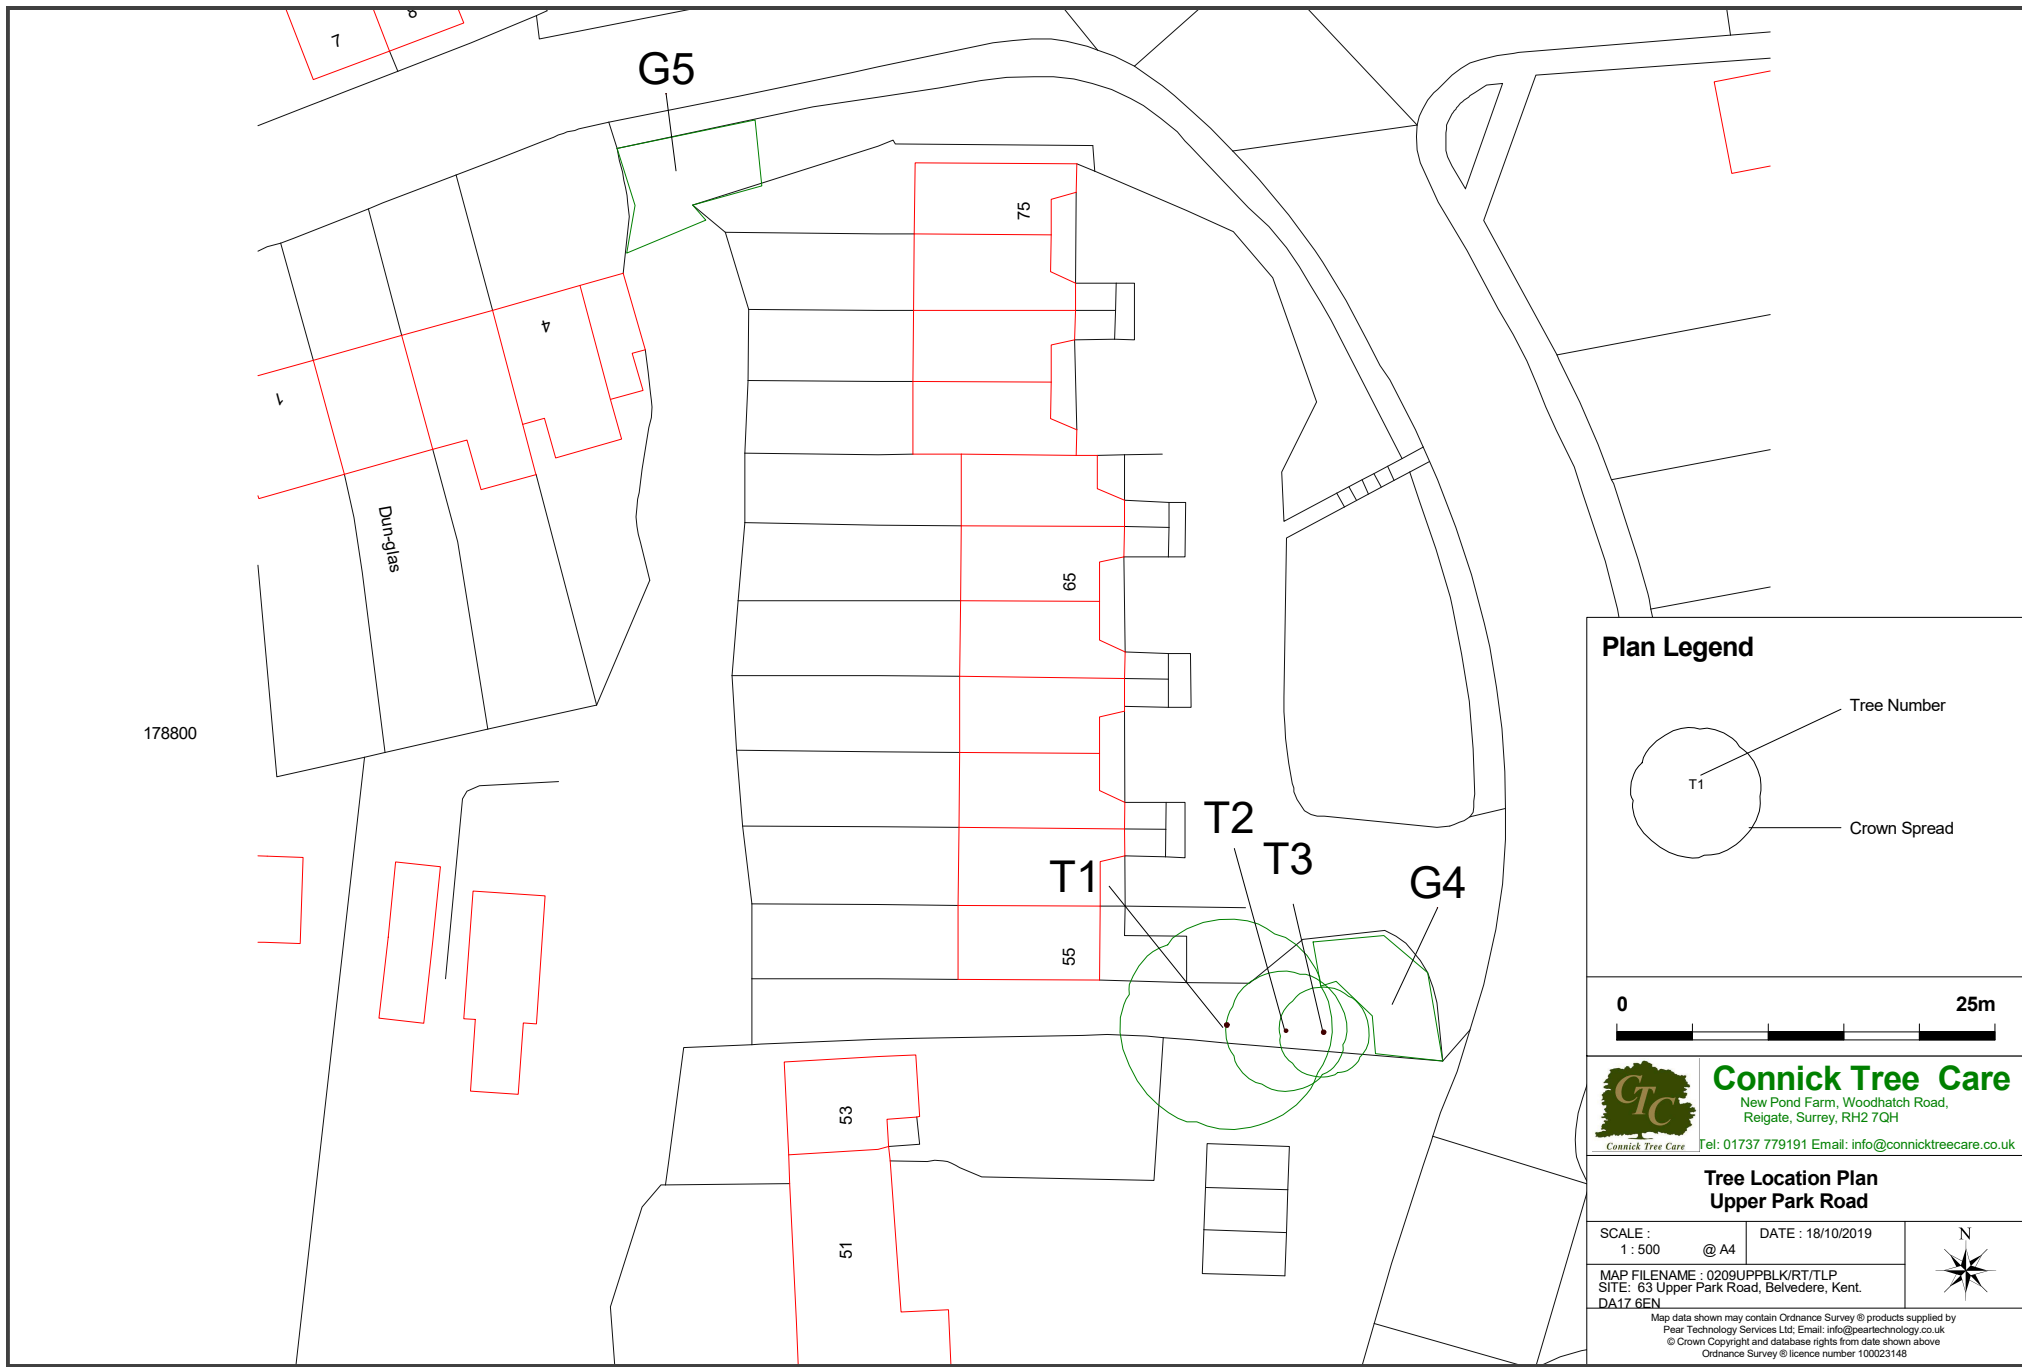 7
8
G5
75
4
1
Dun-glas
65
178800
T2
T3
T1
G4
55
53
51
Plan Legend
Tree Number
T1
Crown Spread
0 25m
CTC
Connick Tree Care
Connick Tree Care
New Pond Farm, Woodhatch Road,
Reigate, Surrey, RH2 7QH
Tel: 01737 779191 Email: info@connicktreecare.co.uk
Tree Location Plan
Upper Park Road
SCALE :
1 : 500 @ A4
DATE : 18/10/2019
N
MAP FILENAME : 0209UPPBLK/RT/TLP
SITE: 63 Upper Park Road, Belvedere, Kent.
DA17 6EN
Map data shown may contain Ordnance Survey ® products supplied by
Pear Technology Services Ltd; Email: info@peartechnology.co.uk
© Crown Copyright and database rights from date shown above
Ordnance Survey ® licence number 100023148